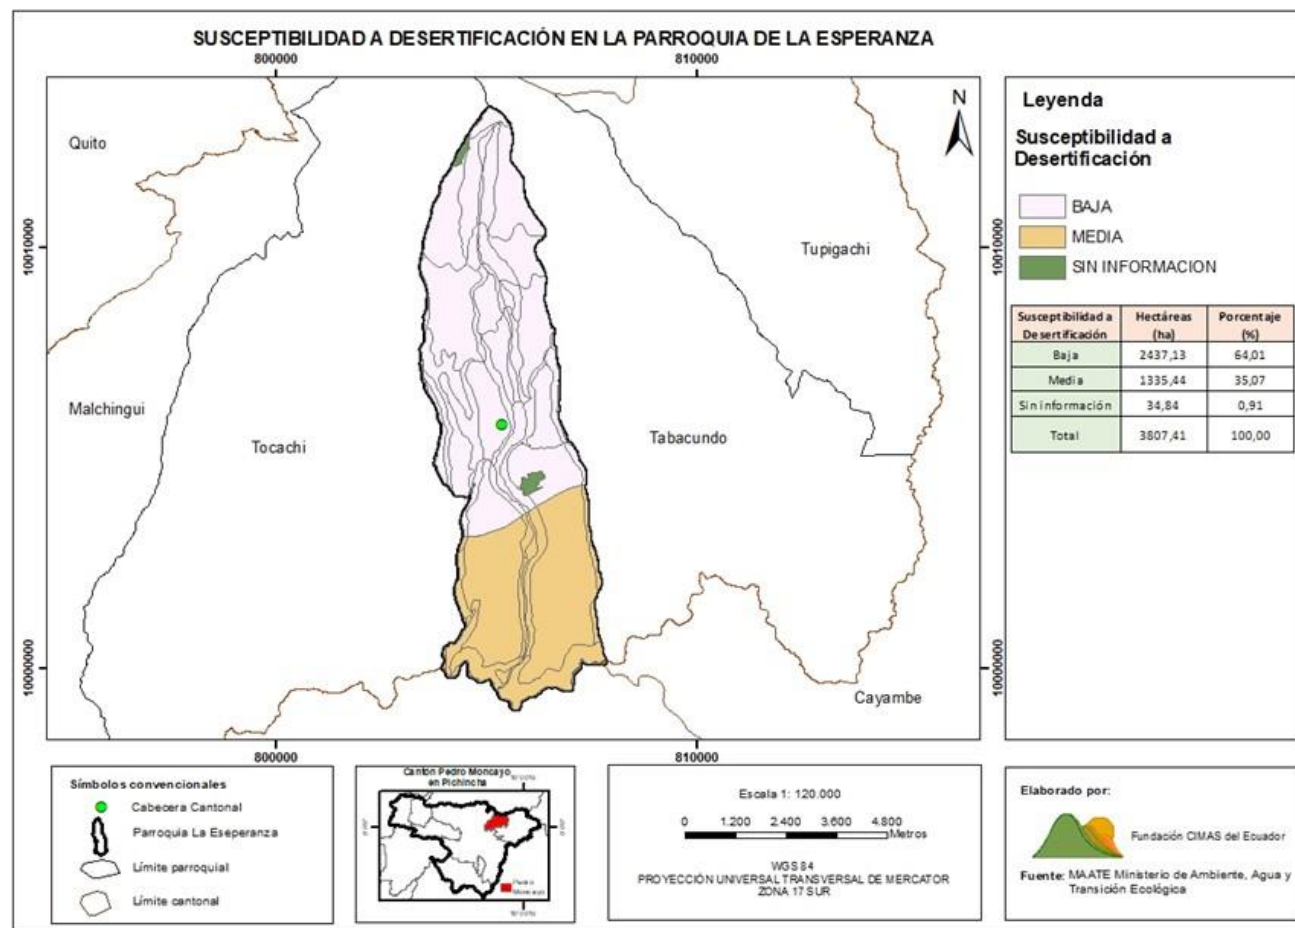 SUSCEPTIBILIDAD A DESERTIFICACIÓN EN LA PARROQUIA DE LA ESPERANZA
800000
810000
N
Quito
10010000
10010000
Tupigachi
Malchingui
Tocachi
Tabacundo
10000000
10000000
Cayambe
800000
810000
Leyenda
Susceptibilidad a
Desertificación
BAJA
MEDIA
SIN INFORMACION
Susceptibilidad a Hectáreas Porcentaje
Desertificación (ha) (%)
Baja 2437,13 64,01
Media 1335,44 35,07
Sin información 34,84 0,91
Total 3807,41 100,00
Símbolos convencionales
Cabecera Cantonal
Parroquia La Eseperanza
Límite parroquial
Límite cantonal
Cantón Pedro Moncayo
en Pichincha
Pedro
Moncayo
Escala 1: 120.000
0 1.200 2.400 3.600 4.800
Metros
WGS 84
PROYECCIÓN UNIVERSAL TRANSVERSAL DE MERCATOR
ZONA 17 SUR
Elaborado por:
Fundación CIMAS del Ecuador
Fuente: MAATE Ministerio de Ambiente, Agua y
Transición Ecológica